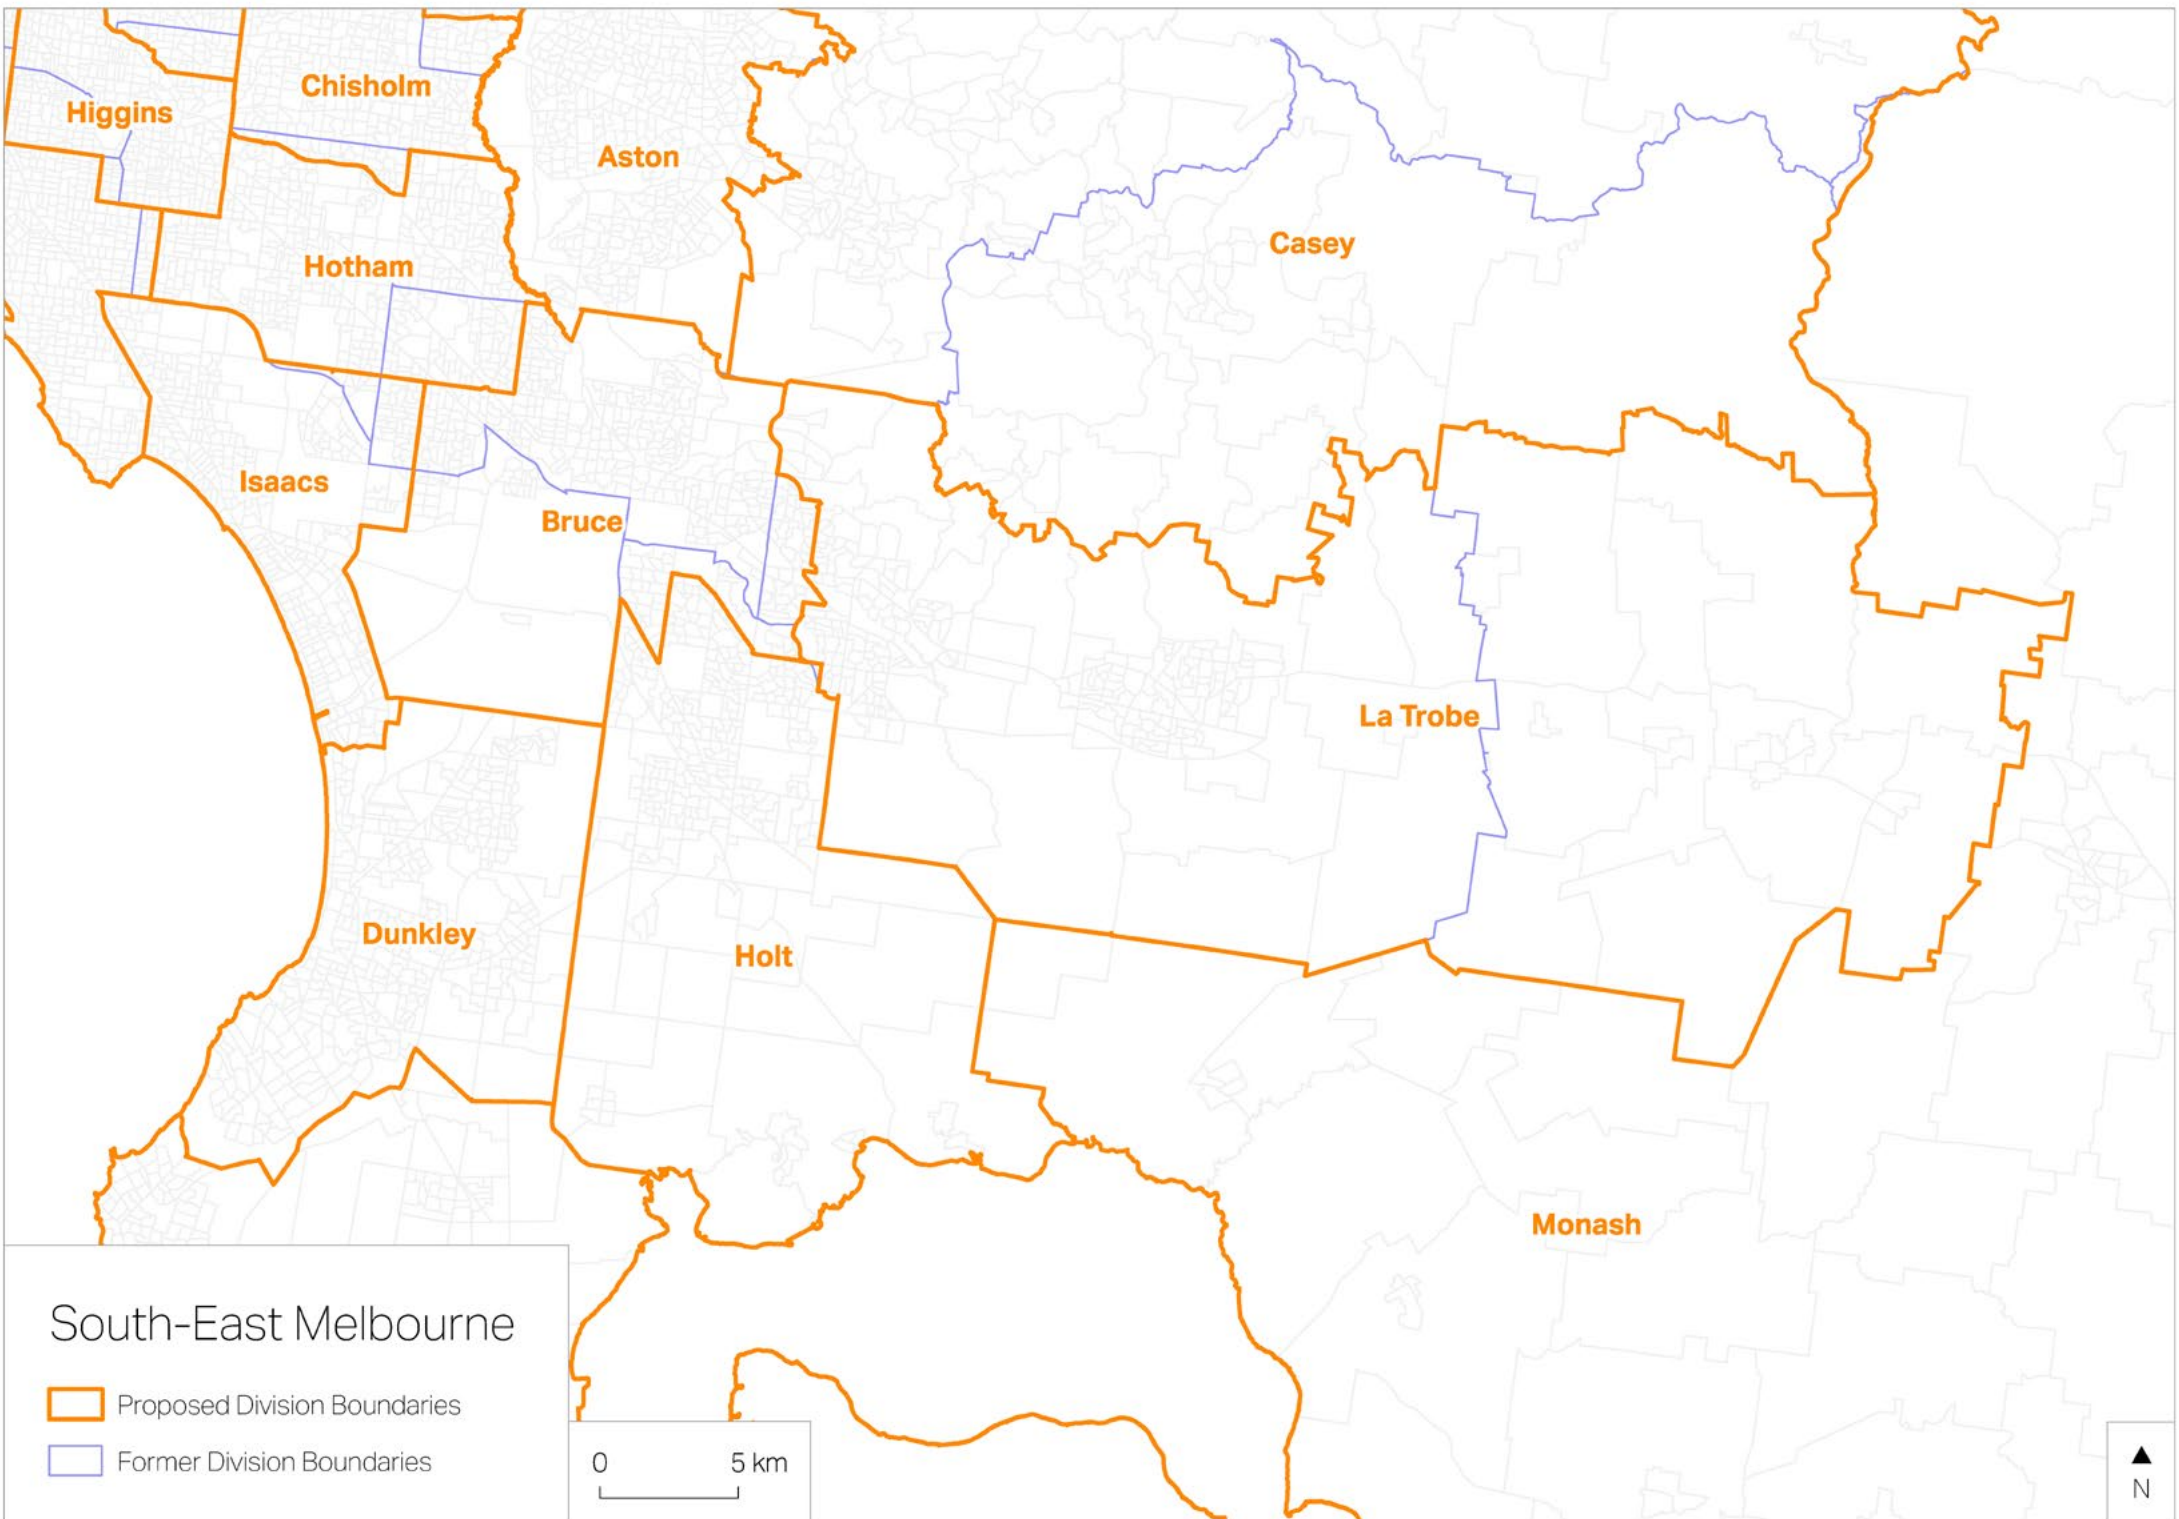 Chisholm
Higgins
Aston
Casey
Hotham
Isaacs
Bruce
La Trobe
Dunkley
Holt
Monash
South-East Melbourne
Proposed Division Boundaries
Former Division Boundaries
0 5 km
N